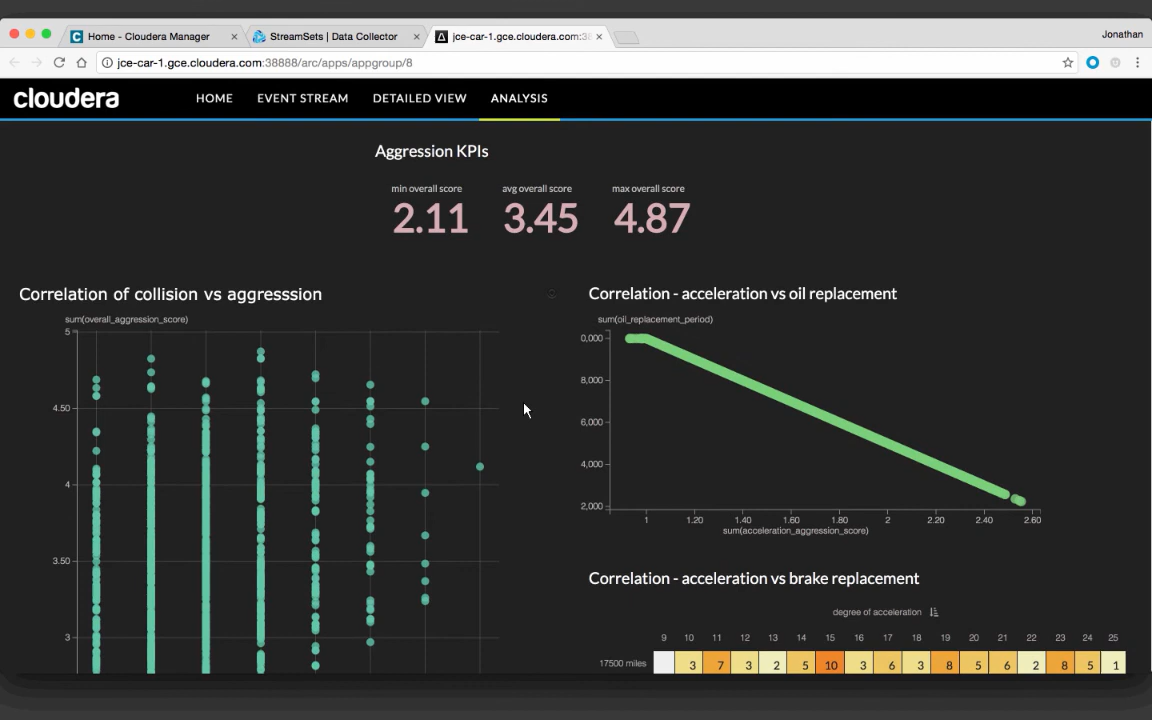 Home - Cloudera Manager
StreamSets | Data Collector
jce-car-1.gce.cloudera.com:38
Jonathan
jce-car-1.gce.cloudera.com:38888/arc/apps/appgroup/8
cloudera
HOME
EVENT STREAM
DETAILED VIEW
ANALYSIS
Aggression KPIs
min overall score
avg overall score
max overall score
2.11
3.45
4.87
Correlation of collision vs aggresssion
sum(overall_aggression_score)
5
4.50
4
3.50
3
Correlation - acceleration vs oil replacement
sum(oil_replacement_period)
0,000
8,000
6,000
4,000
2,000
1 1.20 1.40 1.60 1.80 2 2.20 2.40 2.60
sum(acceleration_aggression_score)
Correlation - acceleration vs brake replacement
degree of acceleration
9 10 11 12 13 14 15 16 17 18 19 20 21 22 23 24 25
17500 miles 3 7 3 2 5 10 3 6 3 8 5 6 2 8 5 1